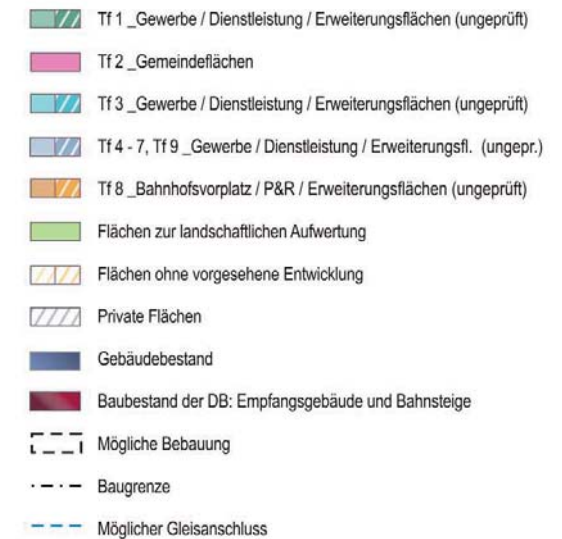 Tf 1 _Gewerbe / Dienstleistung / Erweiterungsflächen (ungeprüft)
Tf 2 _Gemeindeflächen
Tf 3 _Gewerbe / Dienstleistung / Erweiterungsflächen (ungeprüft)
Tf 4 - 7, Tf 9 _Gewerbe / Dienstleistung / Erweiterungsfl. (ungepr.)
Tf 8 _Bahnhofsvorplatz / P&R / Erweiterungsflächen (ungeprüft)
Flächen zur landschaftlichen Aufwertung
Flächen ohne vorgesehene Entwicklung
Private Flächen
Gebäudebestand
Baubestand der DB: Empfangsgebäude und Bahnsteige
Mögliche Bebauung
Baugrenze
Möglicher Gleisanschluss